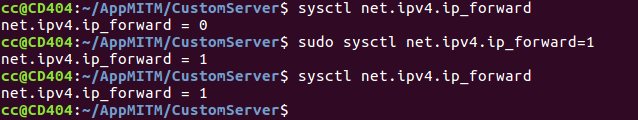 cc@CD404:~/AppMITM/CustomServer$ sysctl net.ipv4.ip_forward
net.ipv4.ip_forward = 0
cc@CD404:~/AppMITM/CustomServer$ sudo sysctl net.ipv4.ip_forward=1
net.ipv4.ip_forward = 1
cc@CD404:~/AppMITM/CustomServer$ sysctl net.ipv4.ip_forward
net.ipv4.ip_forward = 1
cc@CD404:~/AppMITM/CustomServer$